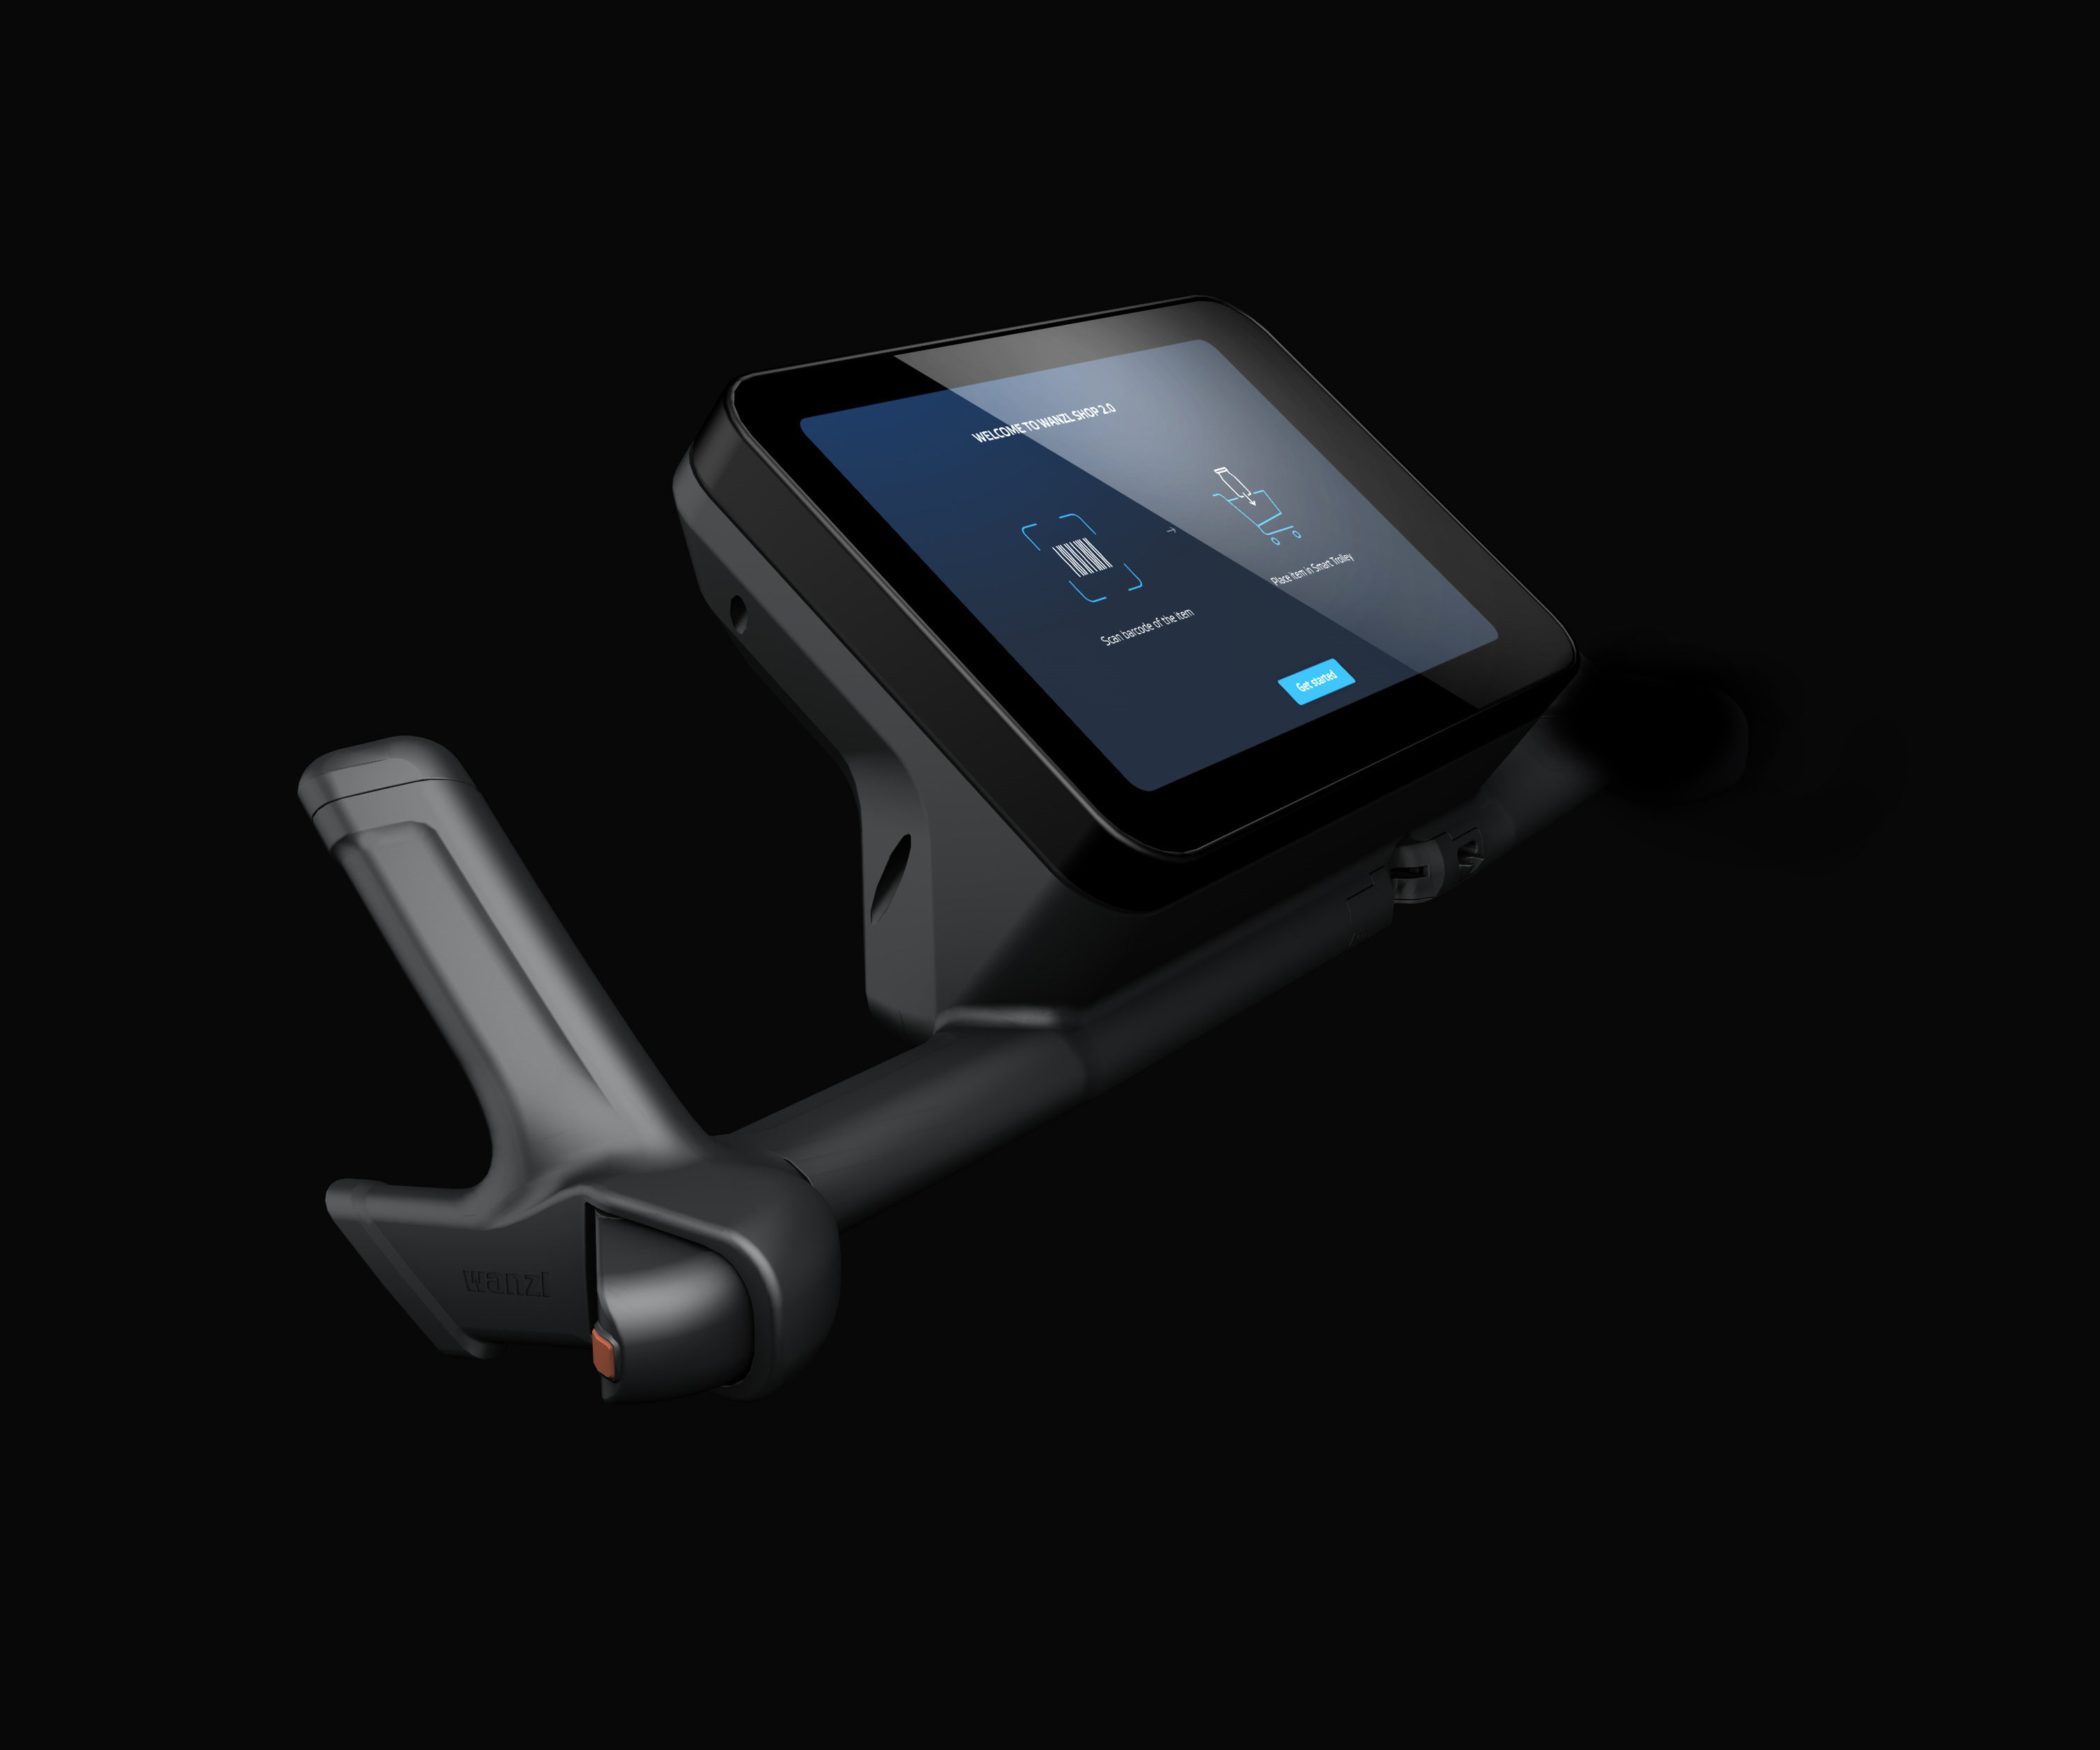 WELCOME TO WANZL SHOP 2.0
Scan barcode of the item
Place item in Smart Trolley
Get started
wanzl